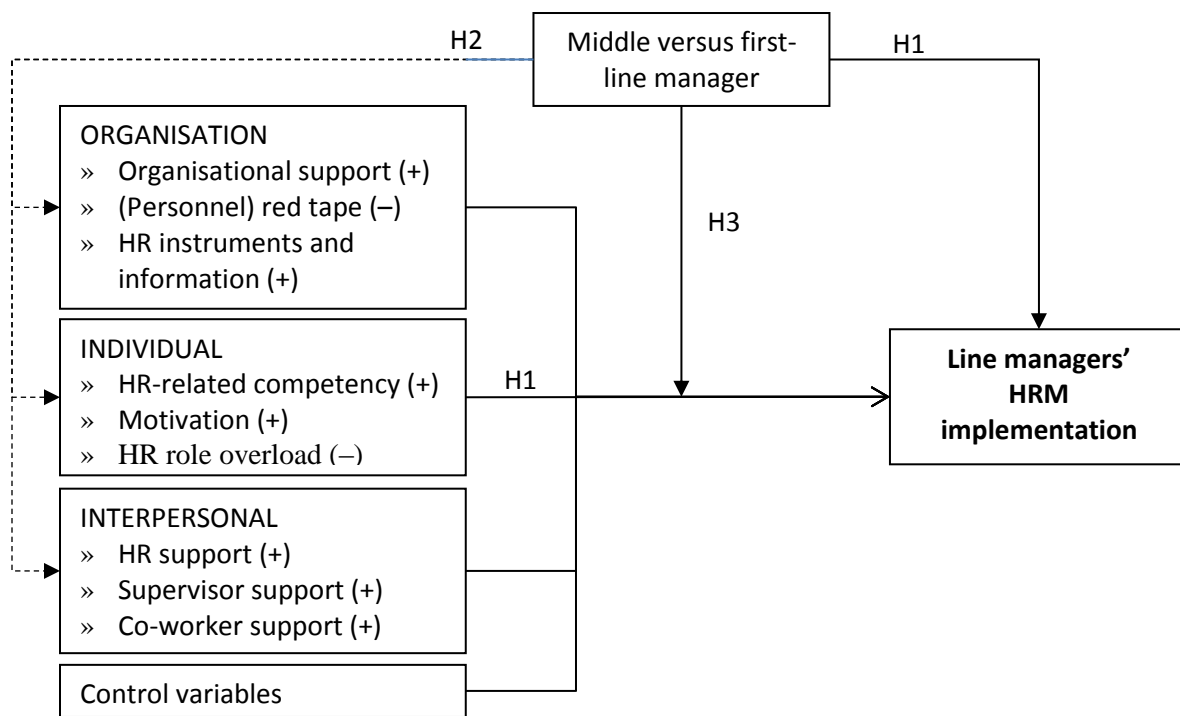 H2
Middle versus first-
line manager
H1
ORGANISATION
» Organisational support (+)
» (Personnel) red tape (–)
» HR instruments and
information (+)
H3
INDIVIDUAL
» HR-related competency (+)
» Motivation (+)
» HR role overload (–)
H1
Line managers’
HRM
implementation
INTERPERSONAL
» HR support (+)
» Supervisor support (+)
» Co-worker support (+)
Control variables